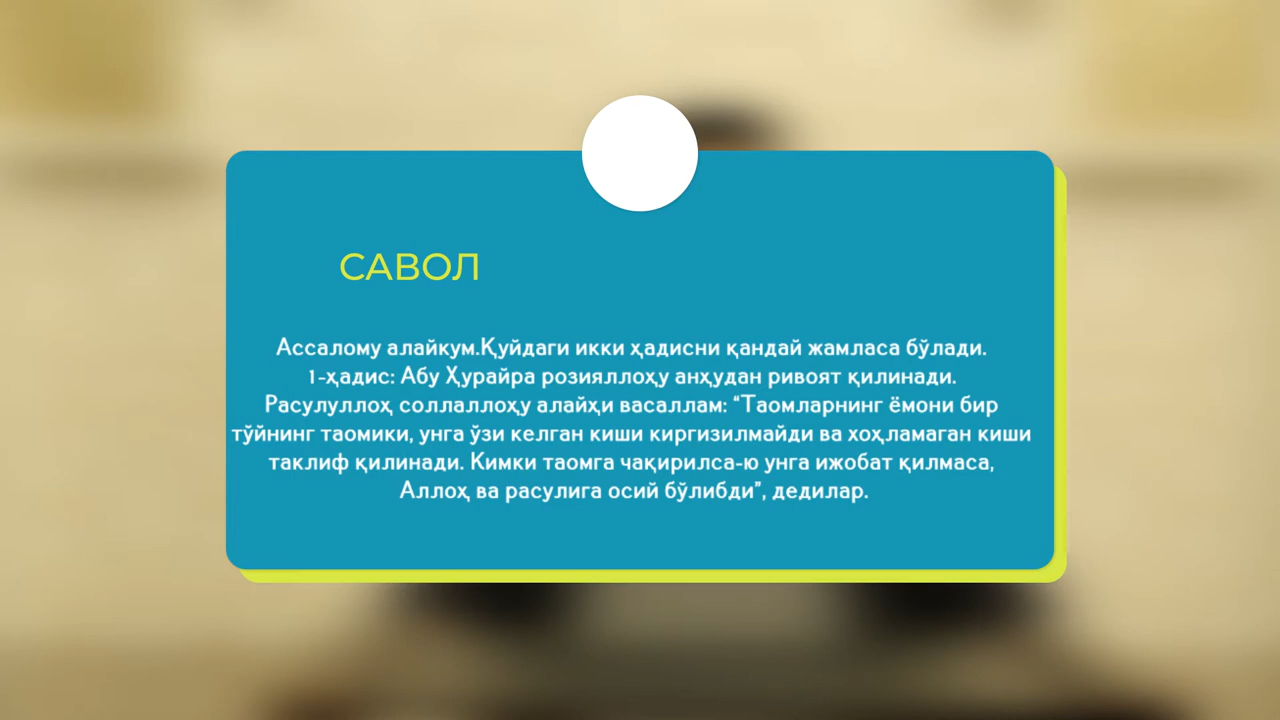 САВОЛ
Ассалому алайкум.Қуйдаги икки ҳадисни қандай жамласа бўлади.
1-ҳадис: Абу Ҳурайра розияллоҳу анҳудан ривоят қилинади.
Расулуллоҳ соллаллоҳу алайҳи васаллам: “Таомларнинг ёмони бир
тўйнинг таомики, унга ўзи келган киши киргизилмайди ва хоҳламаган киши
таклиф қилинади. Кимки таомга чақирилса-ю унга ижобат қилмаса,
Аллоҳ ва расулига осий бўлибди”, дедилар.